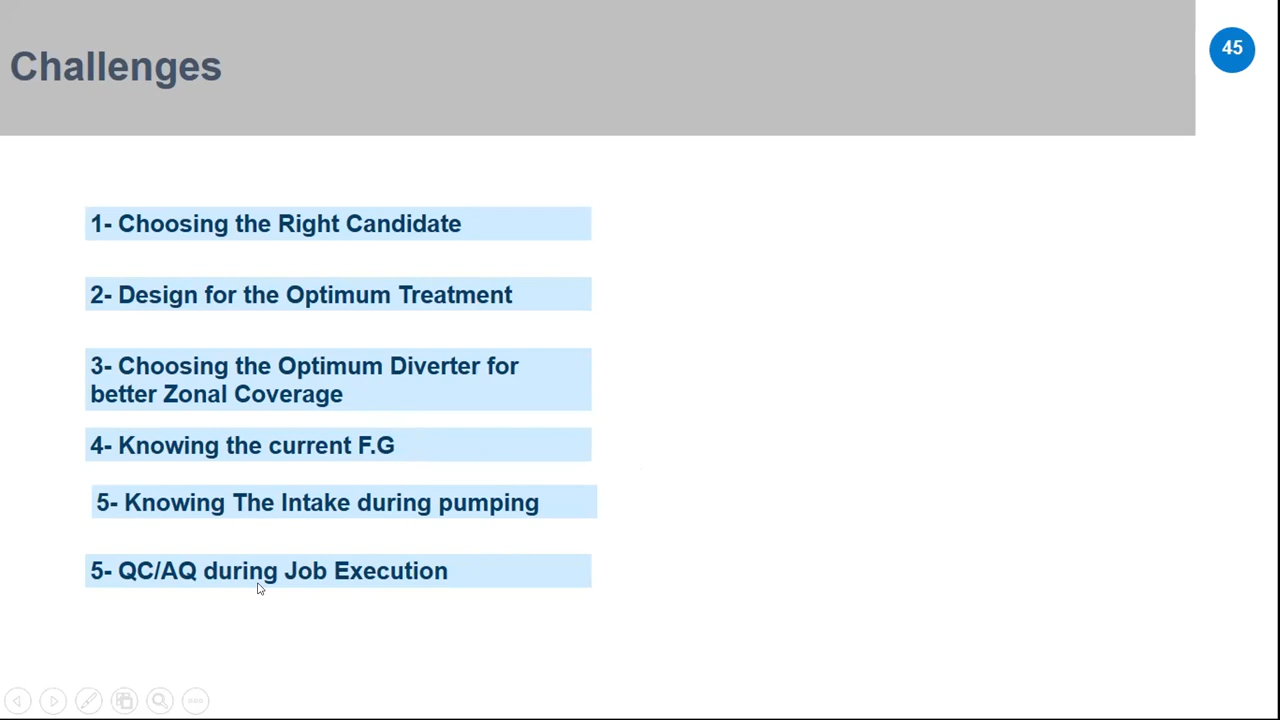 Challenges
45
1- Choosing the Right Candidate
2- Design for the Optimum Treatment
3- Choosing the Optimum Diverter for
better Zonal Coverage
4- Knowing the current F.G
5- Knowing The Intake during pumping
5- QC/AQ during Job Execution